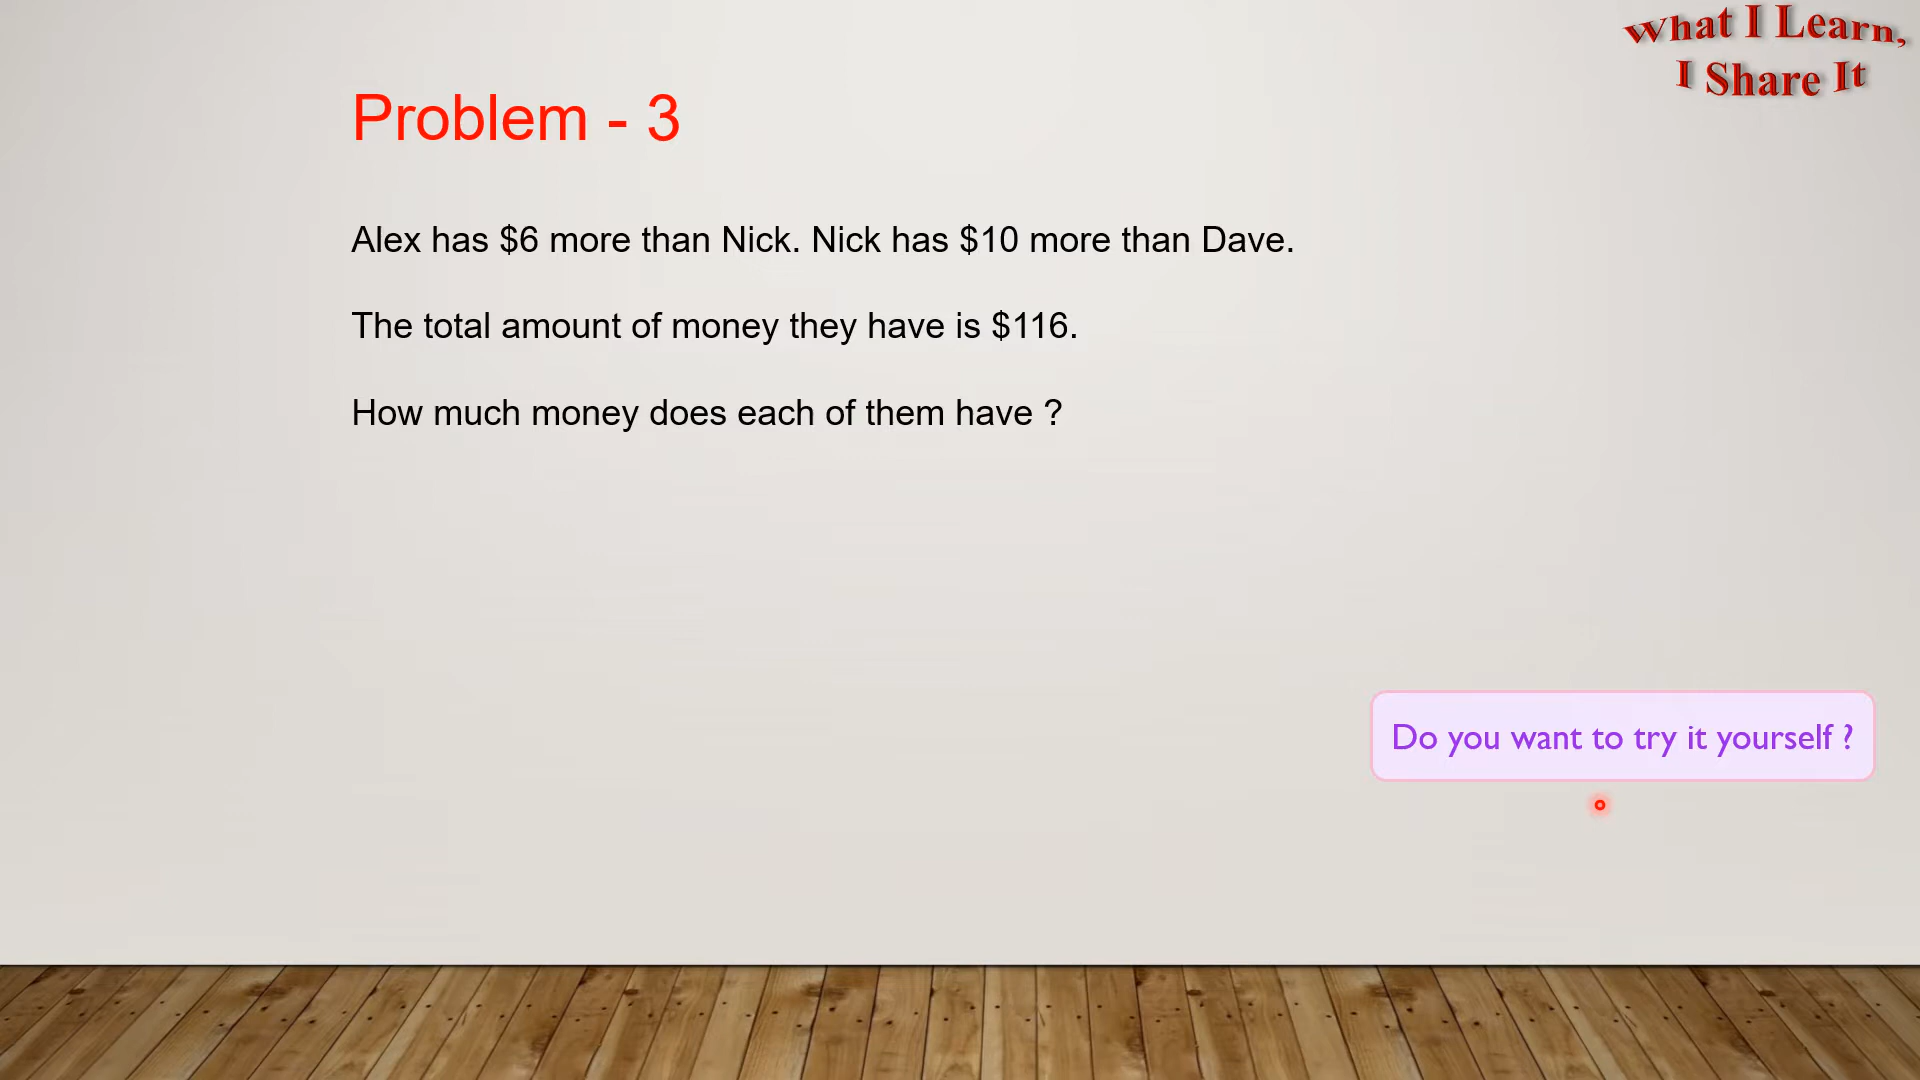 What I Learn,
I Share It
Problem - 3
Alex has $6 more than Nick. Nick has $10 more than Dave.
The total amount of money they have is $116.
How much money does each of them have ?
Do you want to try it yourself ?